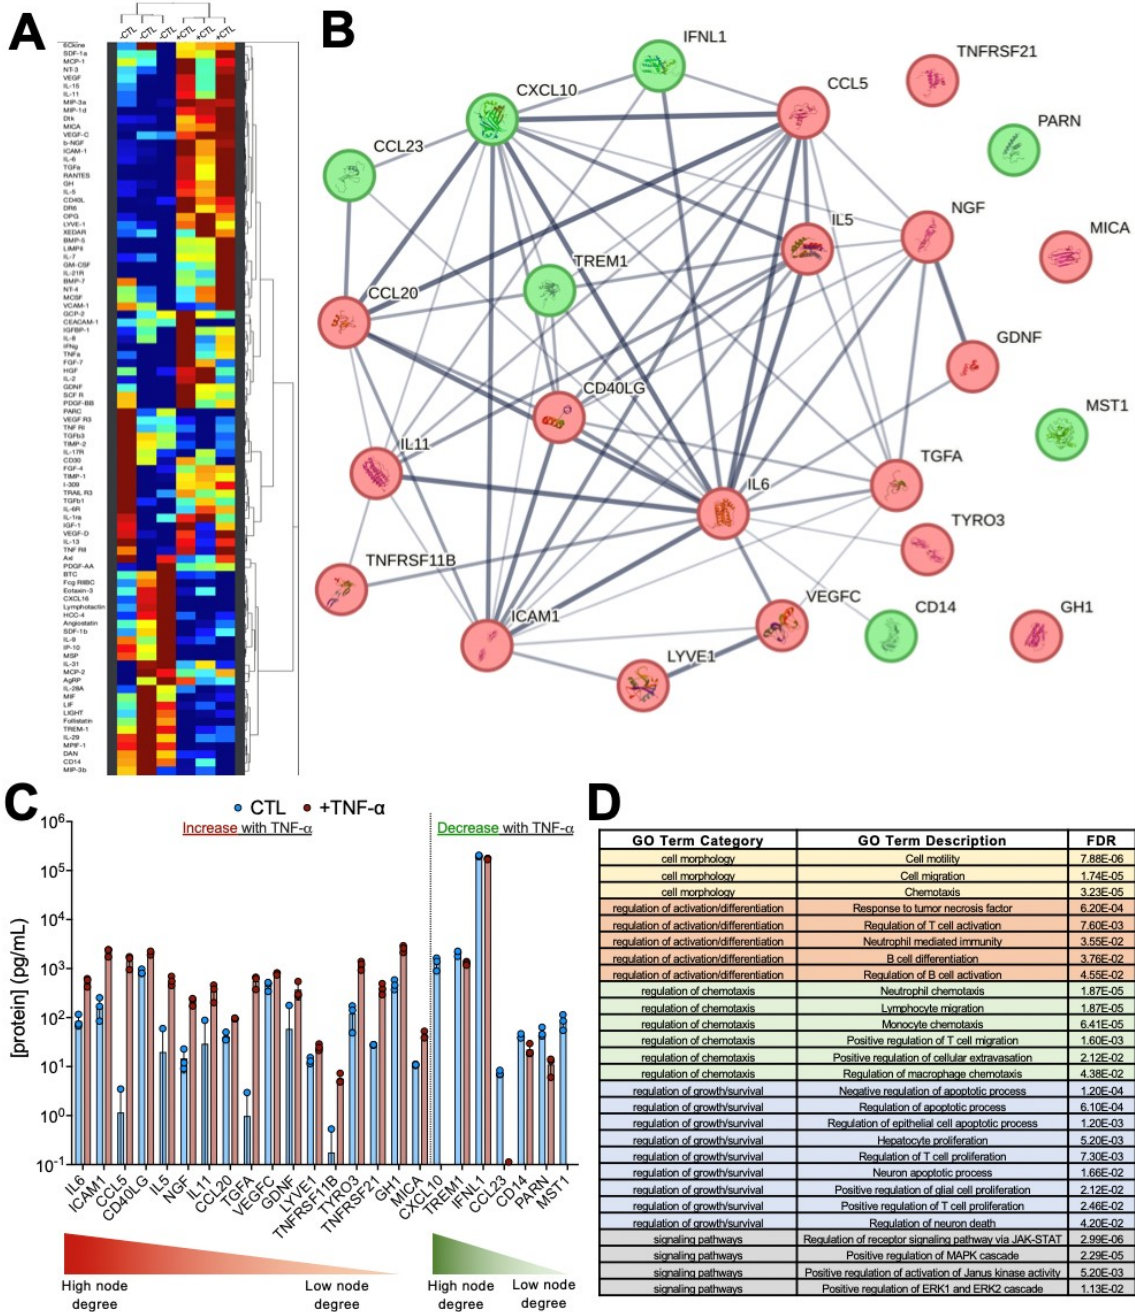 A
-CTL
-CTL
-CTL
+CTL
+CTL
+CTL
6Ckine
SDF-1a
MCP-1
NT-3
VEGF
IL-15
IL-11
MIP-3a
MIP-1d
Dtk
MICA
VEGF-C
b-NGF
ICAM-1
IL-6
TGFa
RANTES
GH
IL-5
CD40L
DR6
OPG
LYVE-1
XEDAR
BMP-5
LIMPII
IL-7
GM-CSF
IL-21R
BMP-7
NT-4
MCSF
VCAM-1
GCP-2
CEACAM-1
IGFBP-1
IL-8
IFNg
TNFa
FGF-7
HGF
IL-2
GDNF
SCF R
PDGF-BB
PARC
VEGF R3
TNF RI
TGFb3
TIMP-2
IL-17R
CD30
FGF-4
TIMP-1
I-309
TRAIL R3
TGFb1
IL-6R
IL-1ra
IGF-1
VEGF-D
IL-13
TNF RII
Axl
PDGF-AA
BTC
Fcg RIIBC
Eotaxin-3
CXCL16
Lymphotactin
HCC-4
Angiostatin
SDF-1b
IL-9
IP-10
MSP
IL-31
MCP-2
AgRP
IL-28A
MIF
LIF
LIGHT
Follistatin
TREM-1
IL-29
MPIF-1
DAN
CD14
MIP-3b
B
IFNL1
TNFRSF21
CXCL10
CCL5
PARN
CCL23
NGF
IL5
MICA
TREM1
CCL20
GDNF
CD40LG
MST1
IL11
TGFA
IL6
TYRO3
TNFRSF11B
VEGFC
CD14
GH1
ICAM1
LYVE1
C
CTL +TNF-α
Increase with TNF-α
Decrease with TNF-α
[protein] (pg/mL)
10^6
10^5
10^4
10^3
10^2
10^1
10^0
10^-1
IL6
ICAM1
CCL5
CD40LG
IL5
NGF
IL11
CCL20
TGFA
VEGFC
GDNF
LYVE1
TNFRSF11B
TYRO3
TNFRSF21
GH1
MICA
CXCL10
TREM1
IFNL1
CCL23
CD14
PARN
MST1
High node degree
Low node degree
High node degree
Low node degree
D
GO Term Category GO Term Description FDR
cell morphology Cell motility 7.88E-06
cell morphology Cell migration 1.74E-05
cell morphology Chemotaxis 3.23E-05
regulation of activation/differentiation Response to tumor necrosis factor 6.20E-04
regulation of activation/differentiation Regulation of T cell activation 7.60E-03
regulation of activation/differentiation Neutrophil mediated immunity 3.55E-02
regulation of activation/differentiation B cell differentiation 3.76E-02
regulation of activation/differentiation Regulation of B cell activation 4.55E-02
regulation of chemotaxis Neutrophil chemotaxis 1.87E-05
regulation of chemotaxis Lymphocyte migration 1.87E-05
regulation of chemotaxis Monocyte chemotaxis 6.41E-05
regulation of chemotaxis Positive regulation of T cell migration 1.60E-03
regulation of chemotaxis Positive regulation of cellular extravasation 2.12E-02
regulation of chemotaxis Regulation of macrophage chemotaxis 4.38E-02
regulation of growth/survival Negative regulation of apoptotic process 1.20E-04
regulation of growth/survival Regulation of apoptotic process 6.10E-04
regulation of growth/survival Regulation of epithelial cell apoptotic process 1.20E-03
regulation of growth/survival Hepatocyte proliferation 5.20E-03
regulation of growth/survival Regulation of T cell proliferation 7.30E-03
regulation of growth/survival Neuron apoptotic process 1.66E-02
regulation of growth/survival Positive regulation of glial cell proliferation 2.12E-02
regulation of growth/survival Positive regulation of T cell proliferation 2.46E-02
regulation of growth/survival Regulation of neuron death 4.20E-02
signaling pathways Regulation of receptor signaling pathway via JAK-STAT 2.99E-06
signaling pathways Positive regulation of MAPK cascade 2.29E-05
signaling pathways Positive regulation of activation of Janus kinase activity 5.20E-03
signaling pathways Positive regulation of ERK1 and ERK2 cascade 1.13E-02